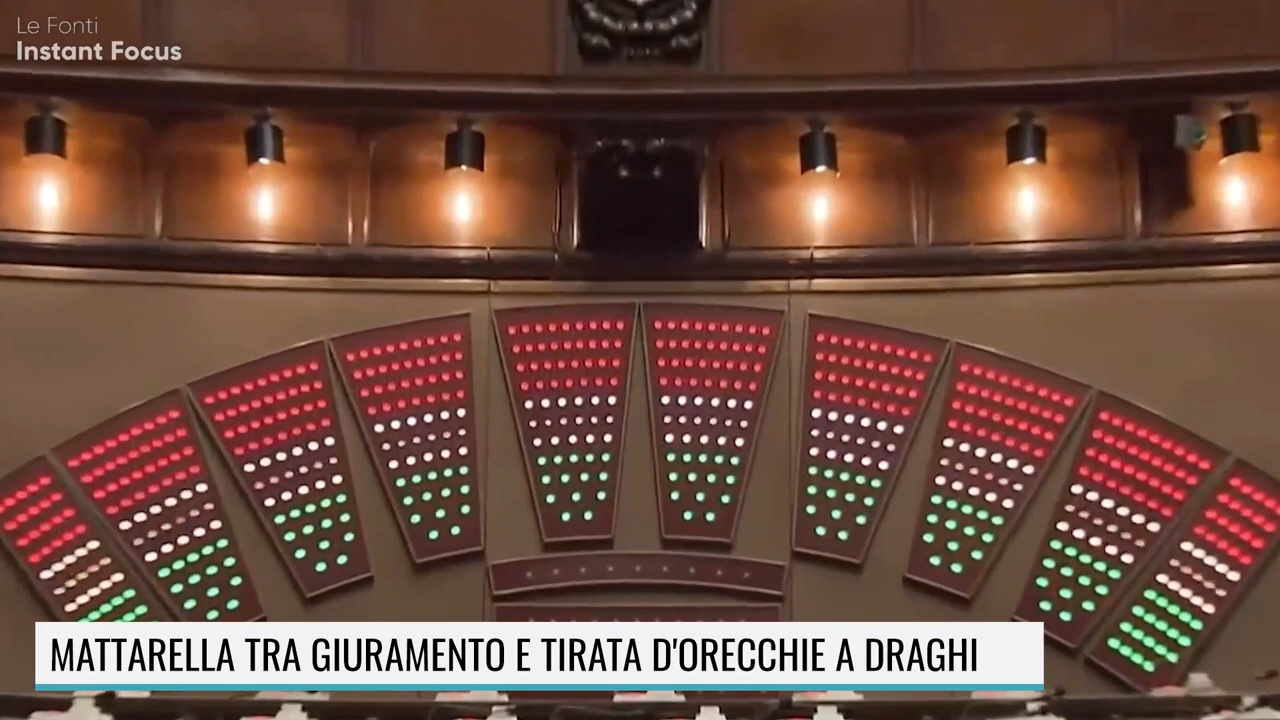 Le Fonti
Instant Focus
MATTARELLA TRA GIURAMENTO E TIRATA D'ORECCHIE A DRAGHI